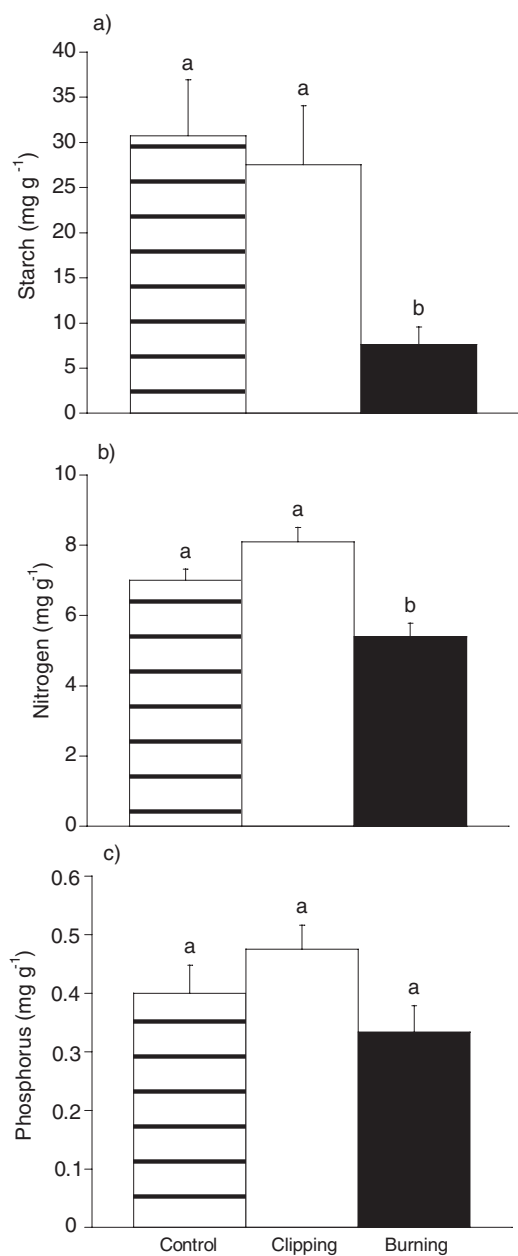 a)
40
35
30
25
20
15
10
5
0
Starch (mg g⁻¹)
a
a
b
b)
10
8
6
4
2
0
Nitrogen (mg g⁻¹)
a
a
b
c)
0.6
0.5
0.4
0.3
0.2
0.1
0
Phosphorus (mg g⁻¹)
a
a
a
Control Clipping Burning